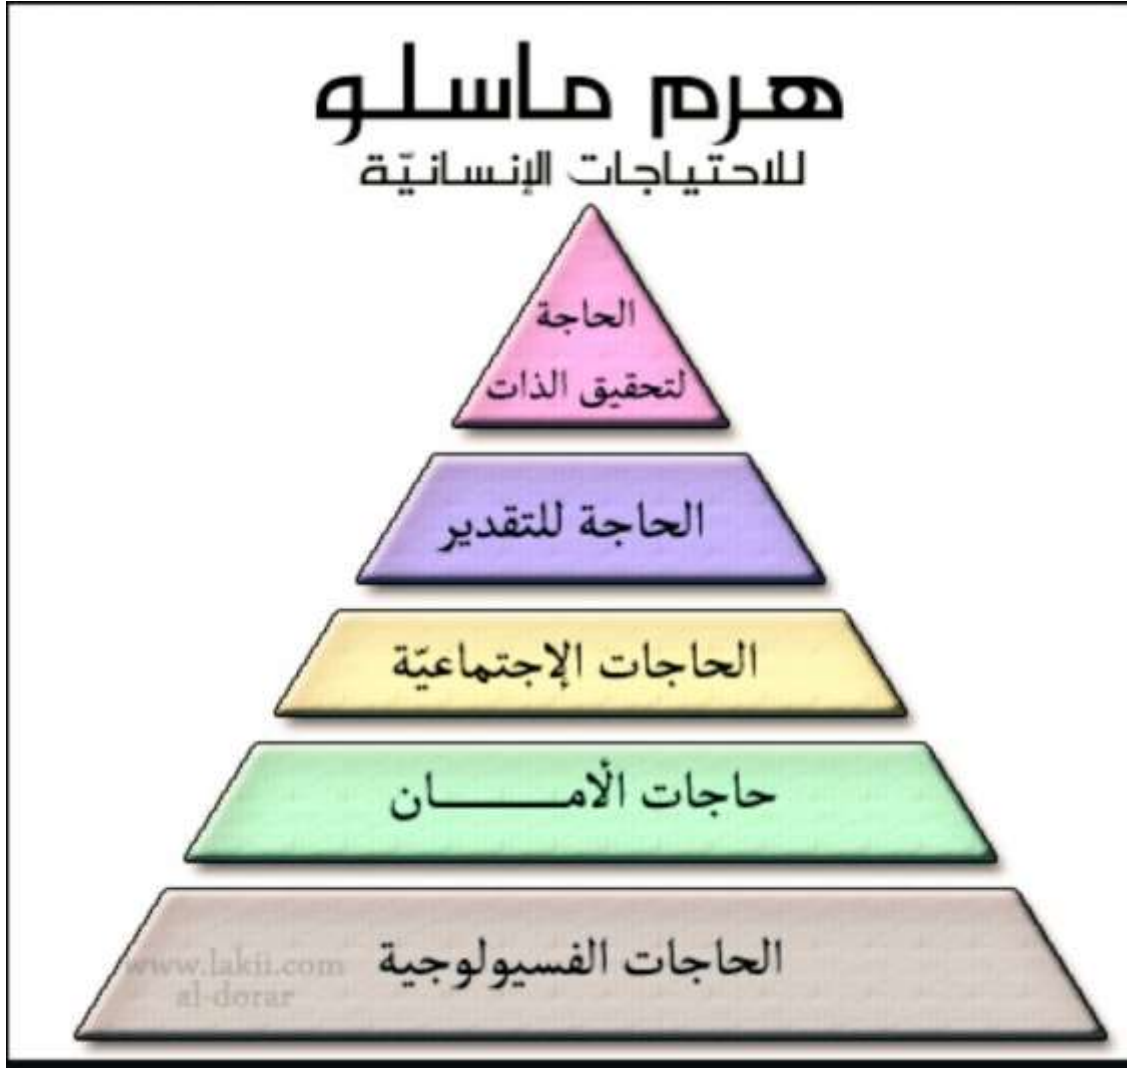 هرم ماسلو
للاحتياجات الإنسانيّة
الحاجة
لتحقيق الذات
الحاجة للتقدير
الحاجات الإجتماعيّة
حاجات الأمـــــــان
الحاجات الفسيولوجية
www.lakii.com
al-dorar